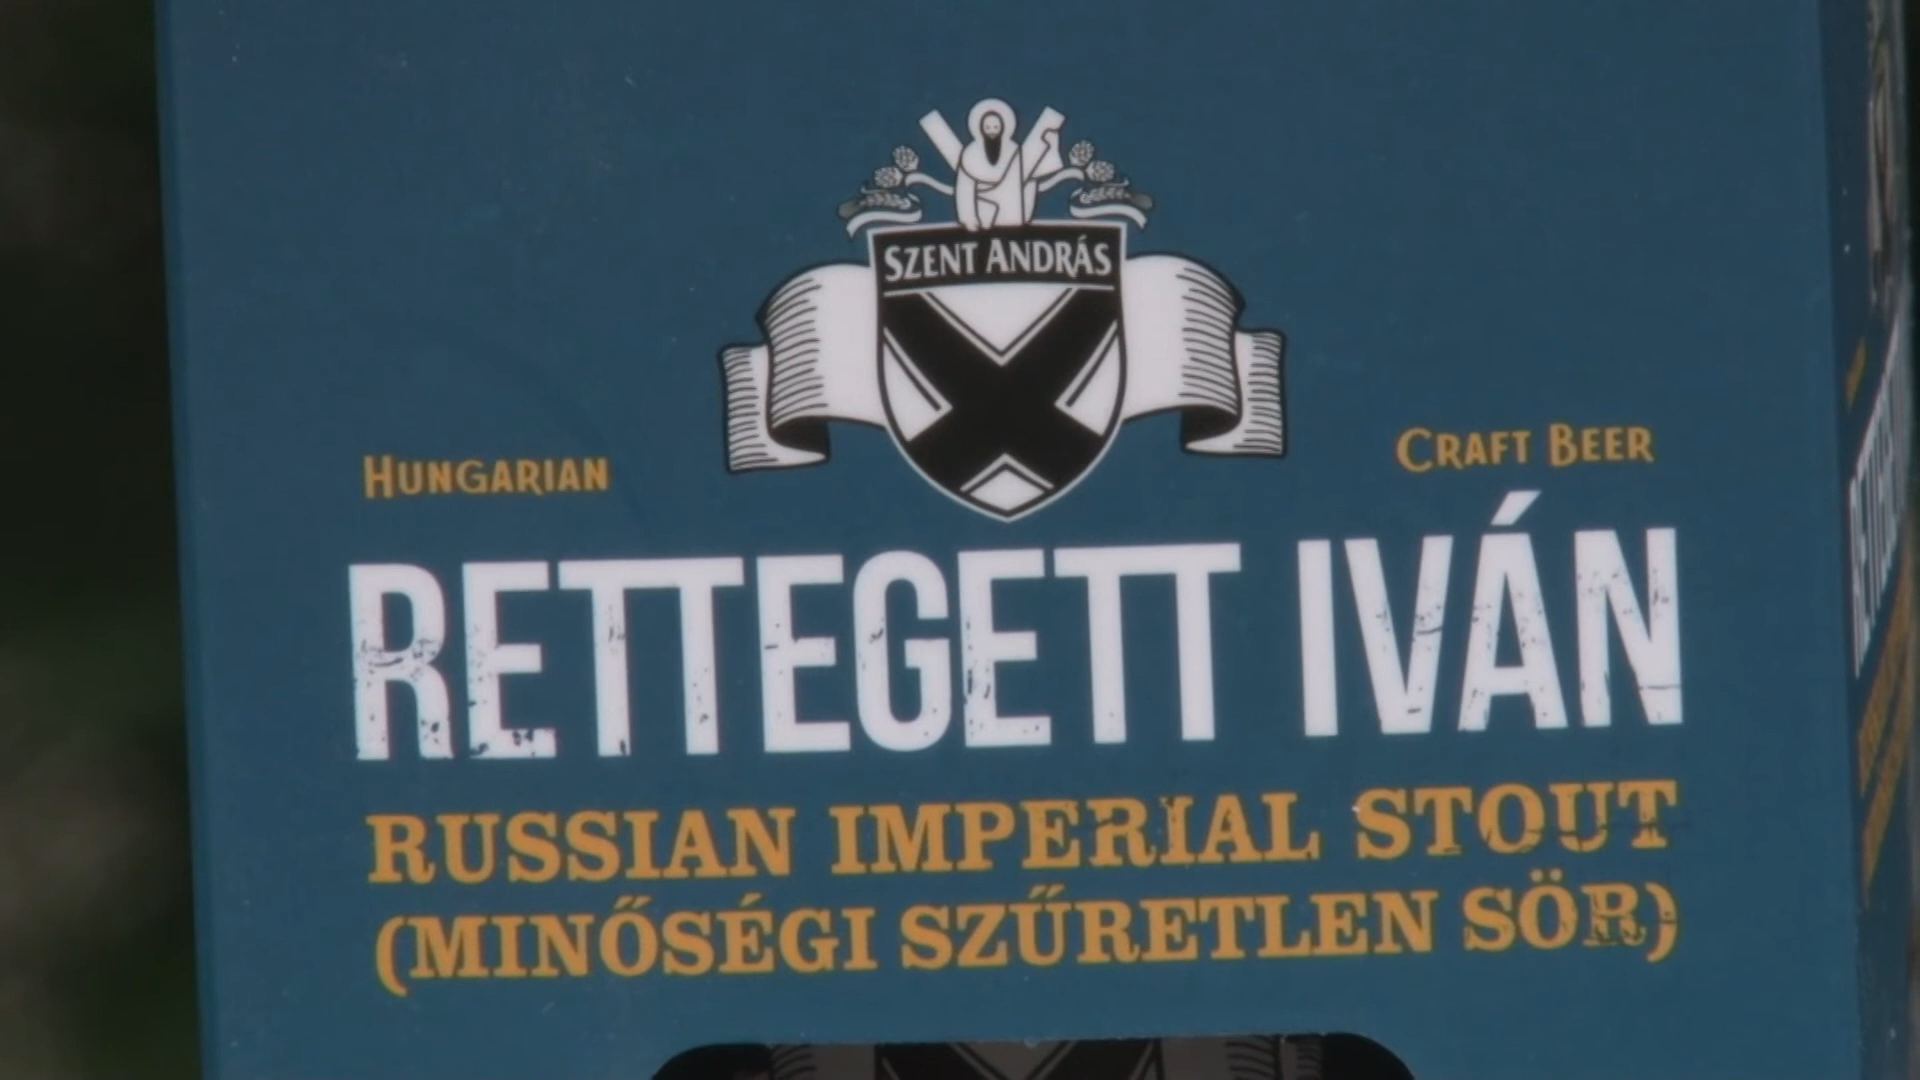 SZENT ANDRÁS
HUNGARIAN
CRAFT BEER
RETTEGETT IVÁN
RUSSIAN IMPERIAL STOUT
(MINŐSÉGI SZŰRETLEN SÖR)